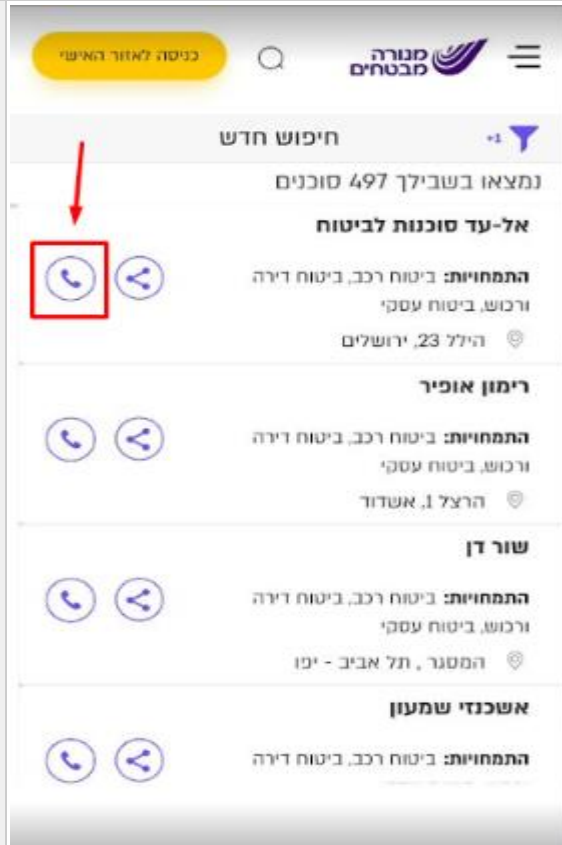 מנורה
מבטחים
כניסה לאזור האישי
+1
חיפוש חדש
נמצאו בשבילך 497 סוכנים
אל-עד סוכנות לביטוח
התמחויות: ביטוח רכב, ביטוח דירה
ורכוש, ביטוח עסקי
הילל 23, ירושלים
רימון אופיר
התמחויות: ביטוח רכב, ביטוח דירה
ורכוש, ביטוח עסקי
הרצל 1, אשדוד
שור דן
התמחויות: ביטוח רכב, ביטוח דירה
ורכוש, ביטוח עסקי
המסגר , תל אביב - יפו
אשכנזי שמעון
התמחויות: ביטוח רכב, ביטוח דירה